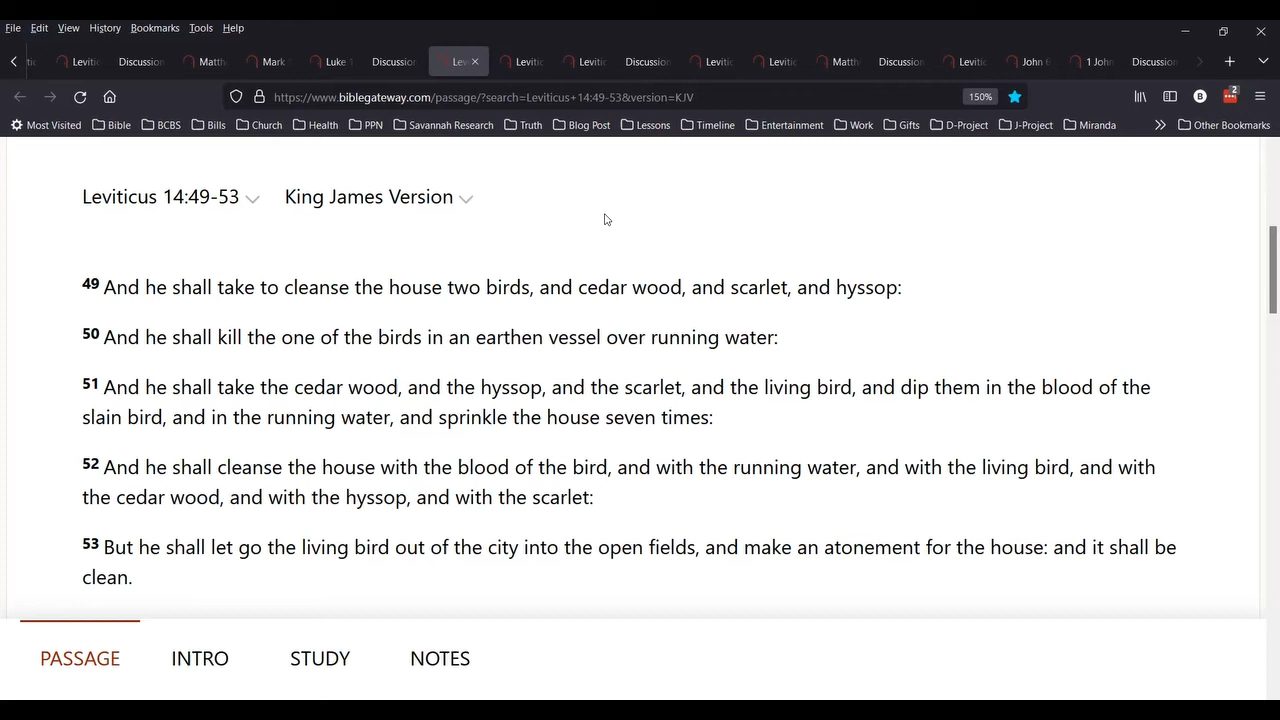 File Edit View History Bookmarks Tools Help
Leviti Discussion Matth Mark Luke 1 Discussion Lev Leviti Leviti Discussion Leviti Leviti Matth Discussion Leviti John 6 1 John Discussion
https://www.biblegateway.com/passage/?search=Leviticus+14:49-53&version=KJV 150% B 2
Most Visited Bible BCBS Bills Church Health PPN Savannah Research Truth Blog Post Lessons Timeline Entertainment Work Gifts D-Project J-Project Miranda Other Bookmarks
Leviticus 14:49-53 King James Version
49 And he shall take to cleanse the house two birds, and cedar wood, and scarlet, and hyssop:
50 And he shall kill the one of the birds in an earthen vessel over running water:
51 And he shall take the cedar wood, and the hyssop, and the scarlet, and the living bird, and dip them in the blood of the
slain bird, and in the running water, and sprinkle the house seven times:
52 And he shall cleanse the house with the blood of the bird, and with the running water, and with the living bird, and with
the cedar wood, and with the hyssop, and with the scarlet:
53 But he shall let go the living bird out of the city into the open fields, and make an atonement for the house: and it shall be
clean.
PASSAGE INTRO STUDY NOTES